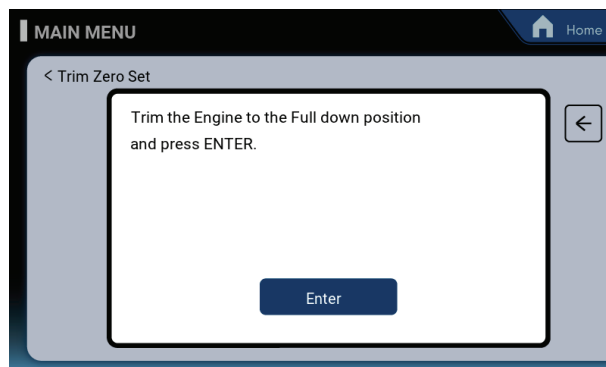 MAIN MENU
Home
< Trim Zero Set
Trim the Engine to the Full down position
and press ENTER.
Enter